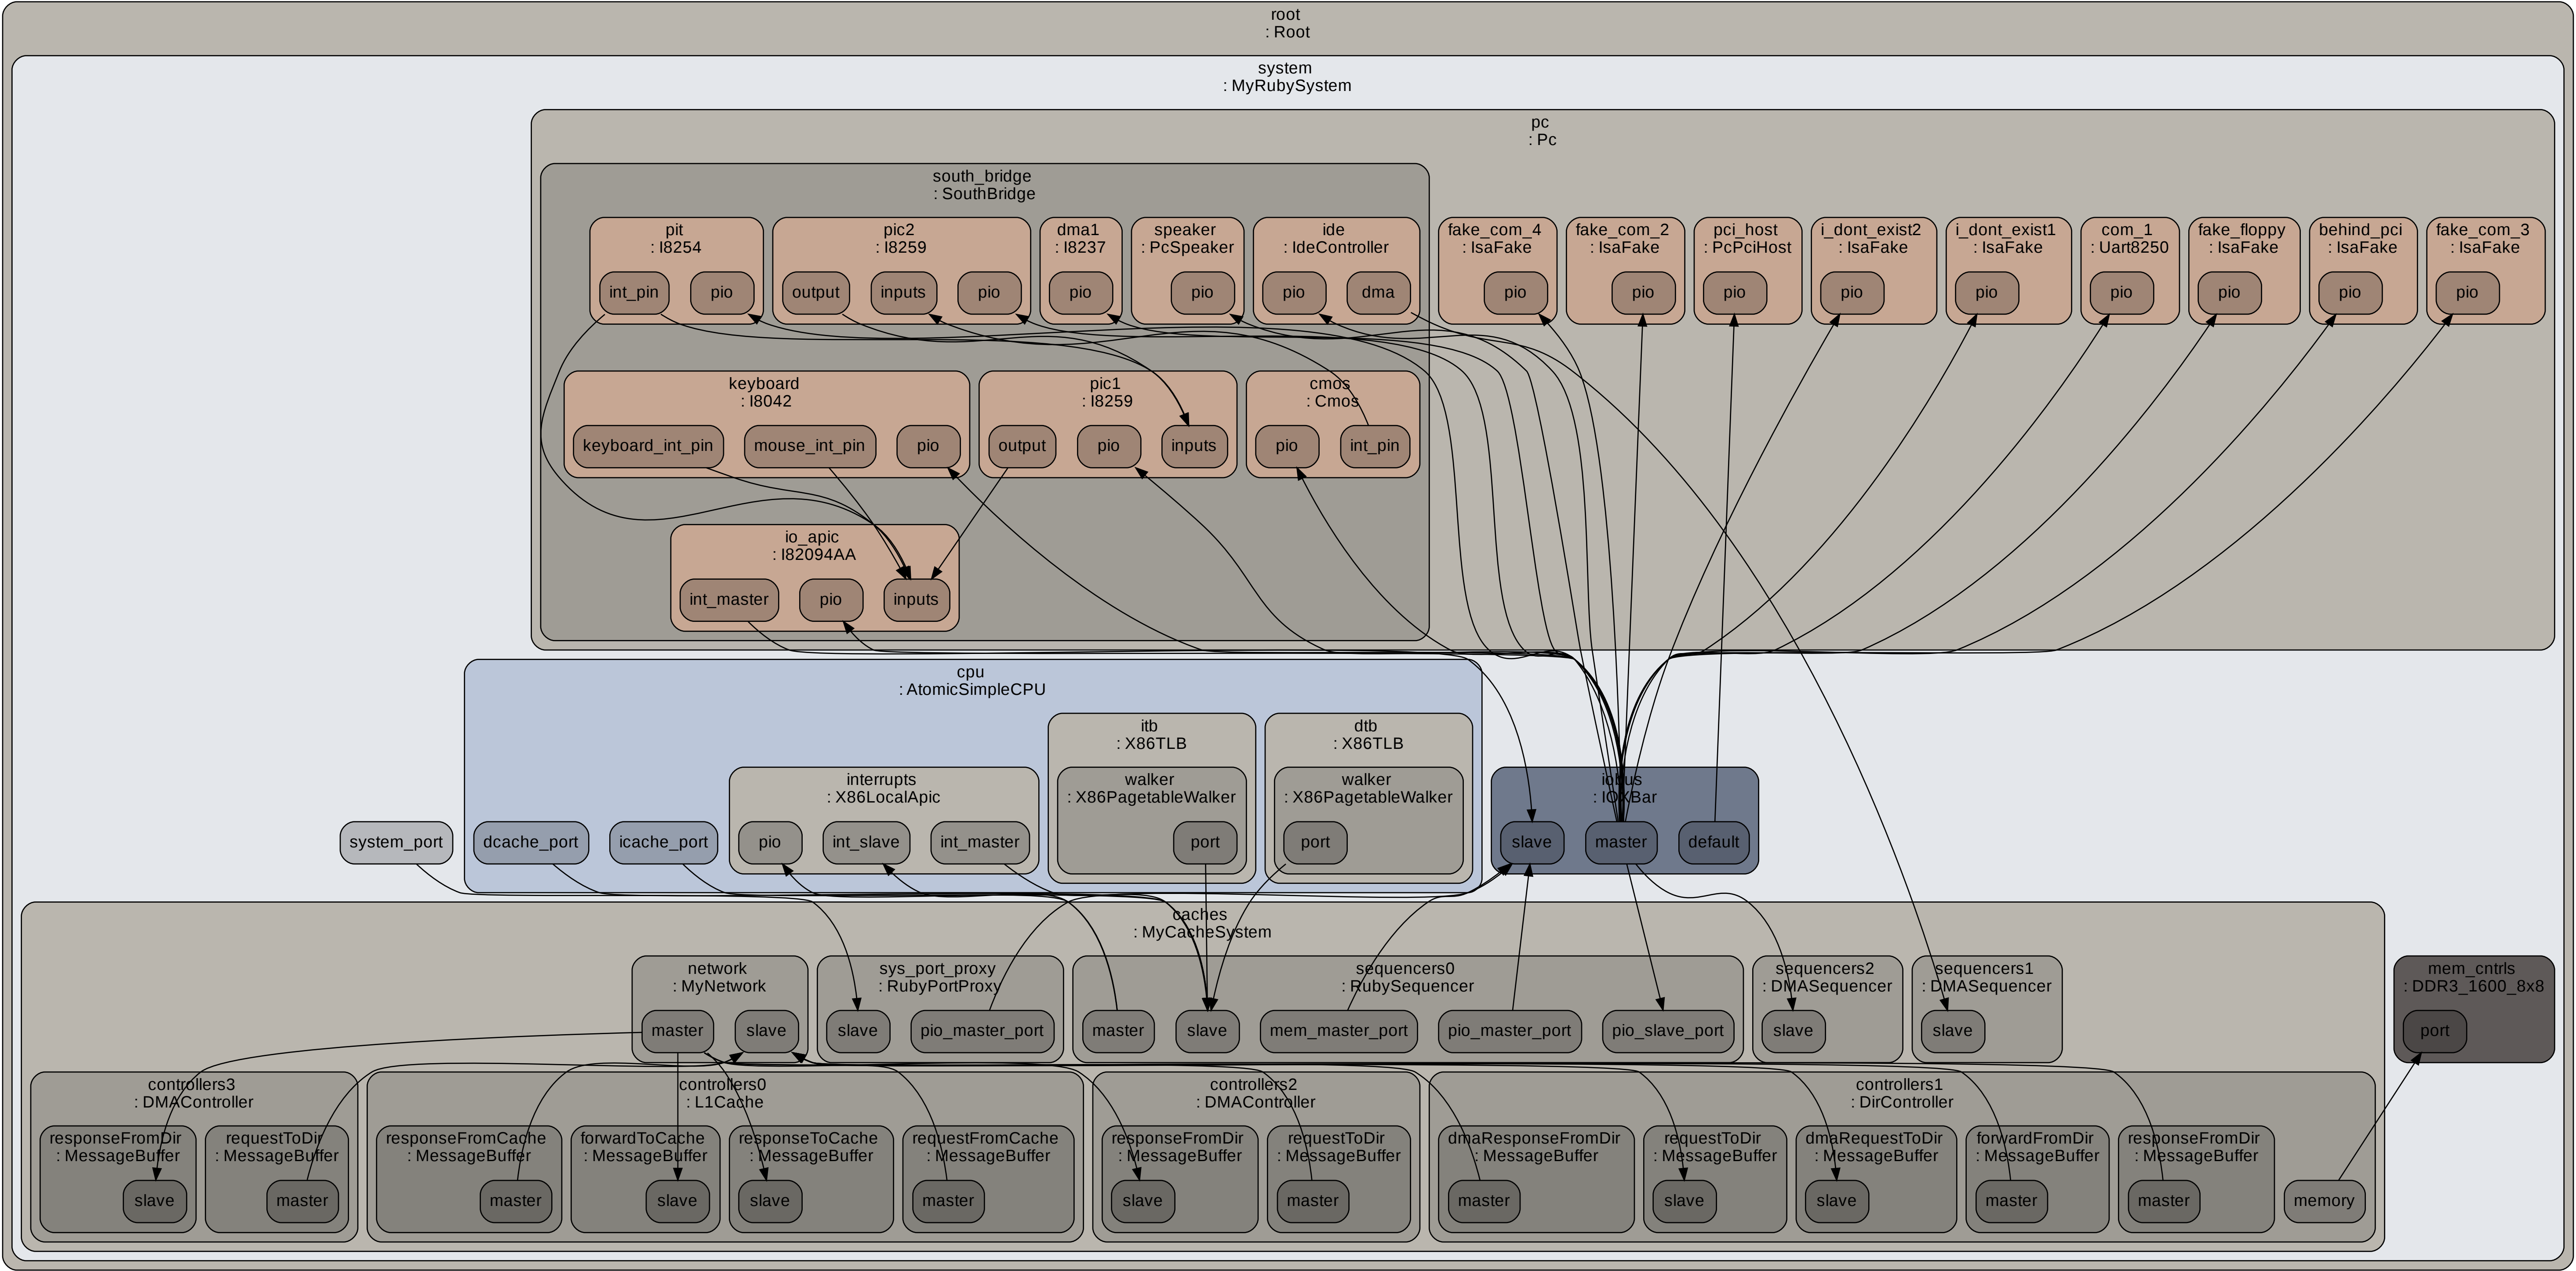 root
: Root
system
: MyRubySystem
pc
: Pc
south_bridge
: SouthBridge
pit
: I8254
int_pin
pio
pic2
: I8259
output
inputs
pio
dma1
: I8237
pio
speaker
: PcSpeaker
pio
ide
: IdeController
pio
dma
fake_com_4
: IsaFake
pio
fake_com_2
: IsaFake
pio
pci_host
: PcPciHost
pio
i_dont_exist2
: IsaFake
pio
i_dont_exist1
: IsaFake
pio
com_1
: Uart8250
pio
fake_floppy
: IsaFake
pio
behind_pci
: IsaFake
pio
fake_com_3
: IsaFake
pio
keyboard
: I8042
keyboard_int_pin
mouse_int_pin
pio
pic1
: I8259
output
pio
inputs
cmos
: Cmos
pio
int_pin
io_apic
: I82094AA
int_master
pio
inputs
cpu
: AtomicSimpleCPU
system_port
dcache_port
icache_port
interrupts
: X86LocalApic
pio
int_slave
int_master
itb
: X86TLB
walker
: X86PagetableWalker
port
dtb
: X86TLB
walker
: X86PagetableWalker
port
iobus
: IOXBar
slave
master
default
caches
: MyCacheSystem
network
: MyNetwork
master
slave
sys_port_proxy
: RubyPortProxy
slave
pio_master_port
sequencers0
: RubySequencer
master
slave
mem_master_port
pio_master_port
pio_slave_port
sequencers2
: DMASequencer
slave
sequencers1
: DMASequencer
slave
mem_cntrls
: DDR3_1600_8x8
port
controllers3
: DMAController
responseFromDir
: MessageBuffer
slave
requestToDir
: MessageBuffer
master
controllers0
: L1Cache
responseFromCache
: MessageBuffer
master
forwardToCache
: MessageBuffer
slave
responseToCache
: MessageBuffer
slave
requestFromCache
: MessageBuffer
master
controllers2
: DMAController
responseFromDir
: MessageBuffer
slave
requestToDir
: MessageBuffer
master
controllers1
: DirController
dmaResponseFromDir
: MessageBuffer
master
requestToDir
: MessageBuffer
slave
dmaRequestToDir
: MessageBuffer
slave
forwardFromDir
: MessageBuffer
master
responseFromDir
: MessageBuffer
master
memory